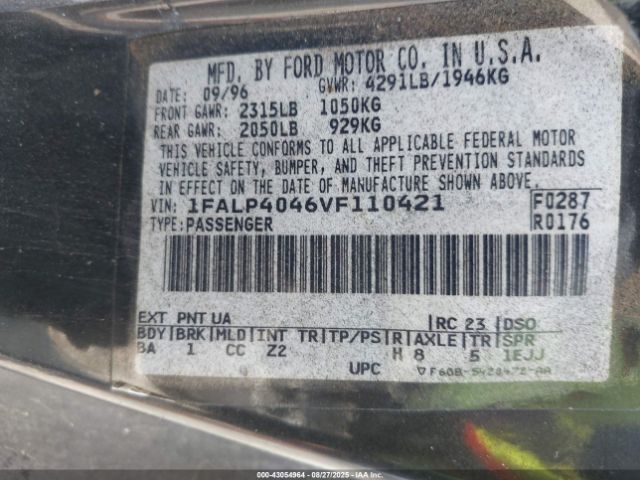 MFD. BY FORD MOTOR CO. IN U.S.A.
DATE: 09/96 GVWR: 4291LB/1946KG
FRONT GAWR: 2315LB 1050KG
REAR GAWR: 2050LB 929KG
THIS VEHICLE CONFORMS TO ALL APPLICABLE FEDERAL MOTOR
VEHICLE SAFETY, BUMPER, AND THEFT PREVENTION STANDARDS
IN EFFECT ON THE DATE OF MANUFACTURE SHOWN ABOVE.
VIN: 1FALP4046VF110421 F0287
TYPE: PASSENGER R0176
EXT PNT UA RC 23 DSO
BDY BRK MLD INT TR TP/PS R AXLE TR SPR
BA 1 CC Z2 H 8 5 1EJJ
UPC
000-43054964 | 08/27/2025 - IAA Inc. - Copyright